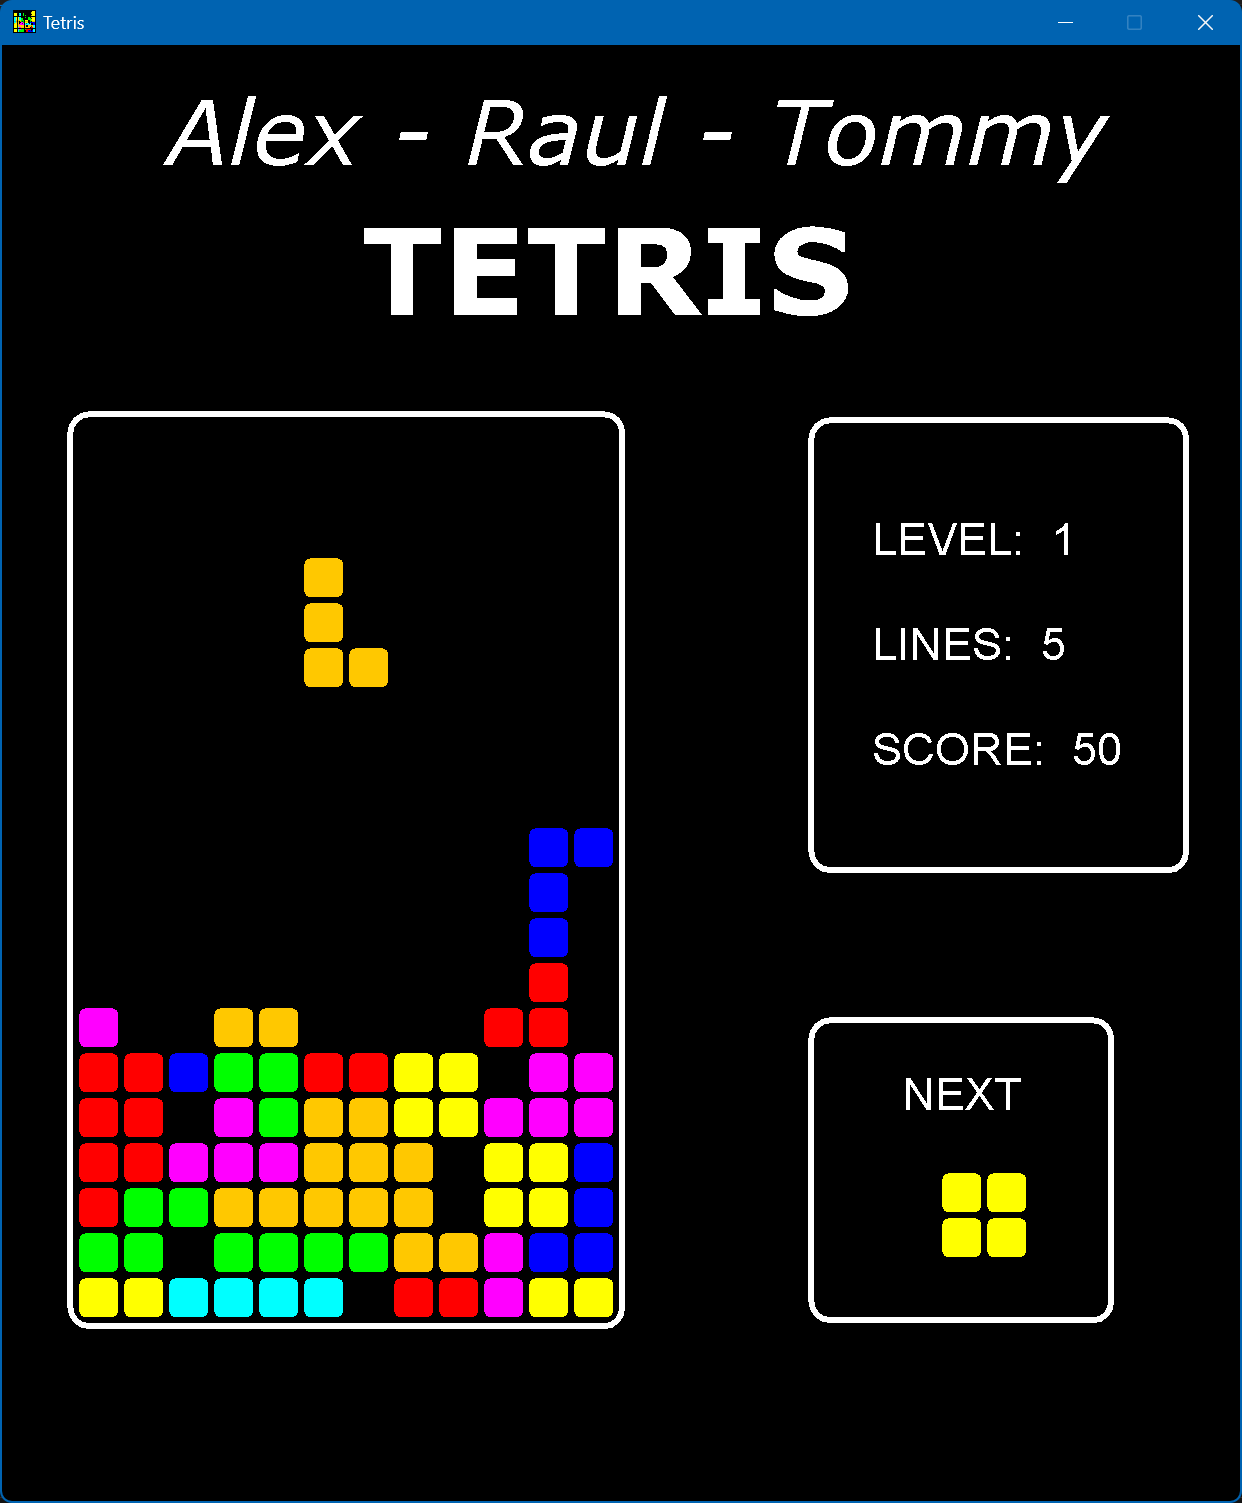 Tetris
Alex - Raul - Tommy
TETRIS
LEVEL: 1
LINES: 5
SCORE: 50
NEXT